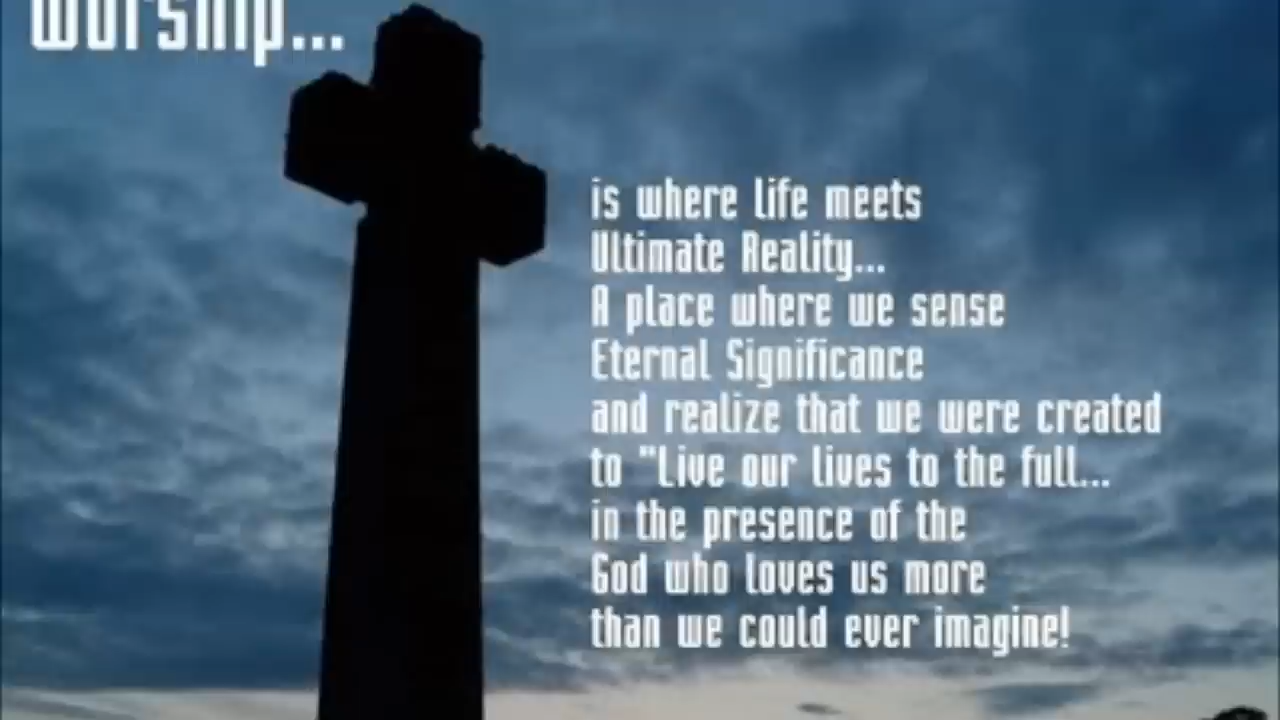 Worship...
is where life meets
Ultimate Reality...
A place where we sense
Eternal Significance
and realize that we were created
to "Live our lives to the full...
in the presence of the
God who loves us more
than we could ever imagine!